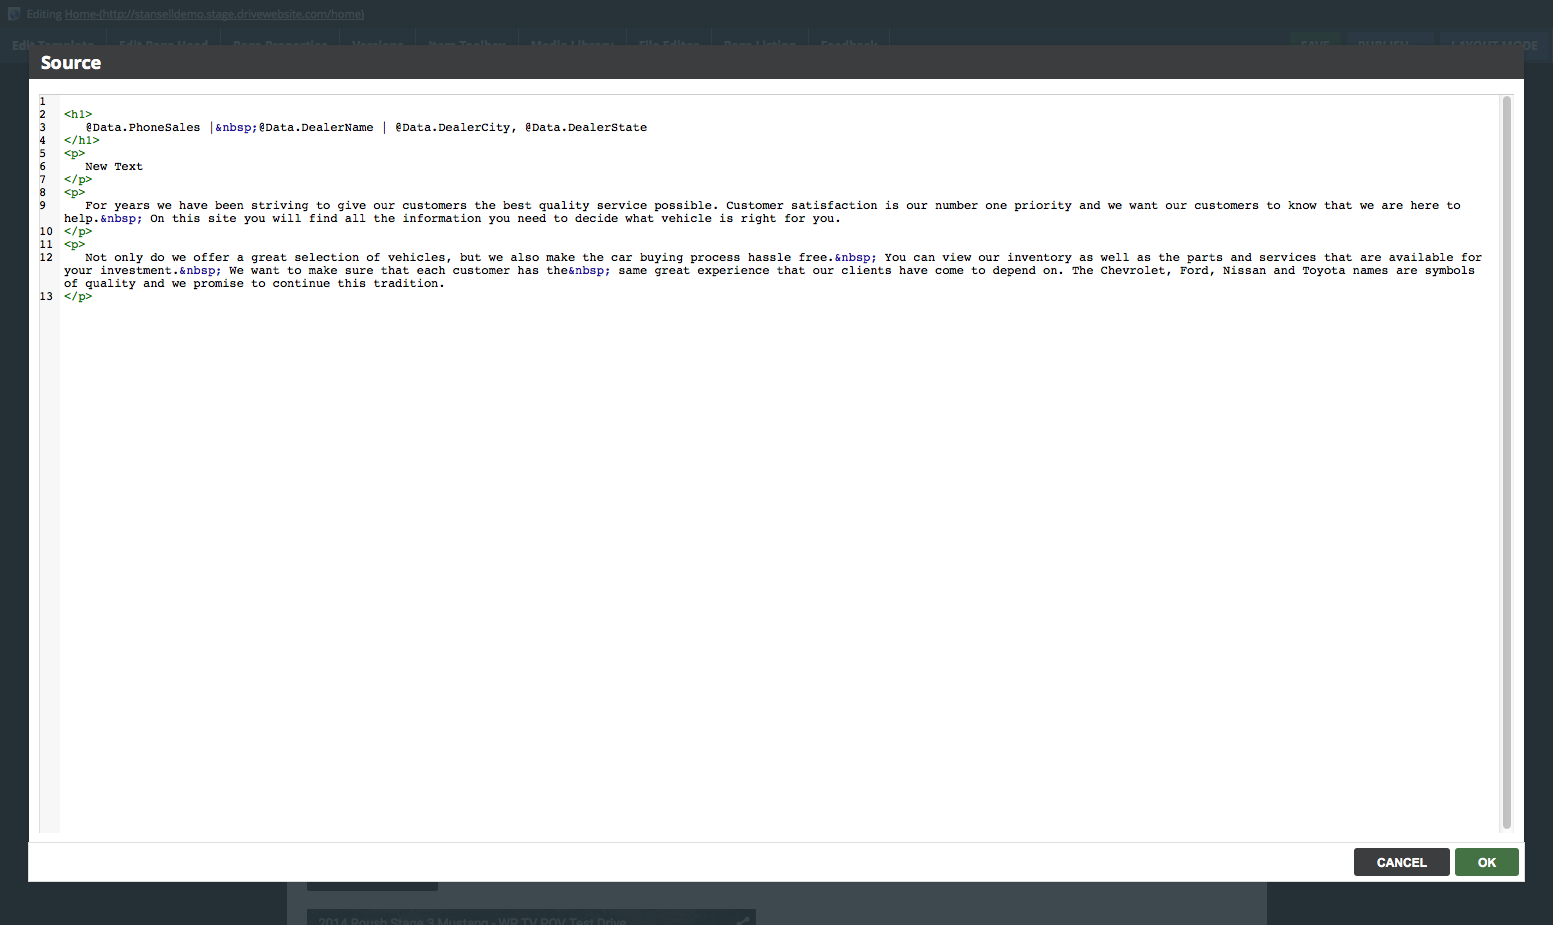 Editing Home-(http://stanselldemo.stage.drivewebsite.com/home)
Edit Template Edit Page Head Page Properties Versions Item Toolbox Media Library File Editor Page Listing Feedback SAVE PUBLISH LAYOUT MODE
Source
1
2 <h1>
3 @Data.PhoneSales |&nbsp;@Data.DealerName | @Data.DealerCity, @Data.DealerState
4 </h1>
5 <p>
6 New Text
7 </p>
8 <p>
9 For years we have been striving to give our customers the best quality service possible. Customer satisfaction is our number one priority and we want our customers to know that we are here to
help.&nbsp; On this site you will find all the information you need to decide what vehicle is right for you.
10 </p>
11 <p>
12 Not only do we offer a great selection of vehicles, but we also make the car buying process hassle free.&nbsp; You can view our inventory as well as the parts and services that are available for
your investment.&nbsp; We want to make sure that each customer has the&nbsp; same great experience that our clients have come to depend on. The Chevrolet, Ford, Nissan and Toyota names are symbols
of quality and we promise to continue this tradition.
13 </p>
CANCEL OK
2014 Roush Stage 3 Mustang - WR TV POV Test Drive